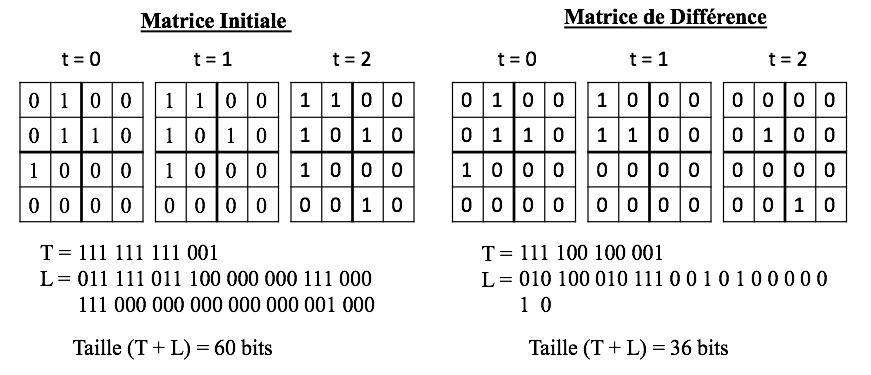 Matrice Initiale Matrice de Différence
t = 0 t = 1 t = 2 t = 0 t = 1 t = 2
0 1 0 0 1 1 0 0 1 1 0 0 0 1 0 0 1 0 0 0 0 0 0 0
0 1 1 0 1 0 1 0 1 0 1 0 0 1 1 0 1 1 0 0 0 1 0 0
1 0 0 0 1 0 0 0 1 0 0 0 1 0 0 0 0 0 0 0 0 0 0 0
0 0 0 0 0 0 0 0 0 0 1 0 0 0 0 0 0 0 0 0 0 0 1 0
T = 111 111 111 001
L = 011 111 011 100 000 000 111 000
111 000 000 000 000 000 001 000
Taille (T + L) = 60 bits
T = 111 100 100 001
L = 010 100 010 111 0 0 1 0 1 0 0 0 0 0
1 0
Taille (T + L) = 36 bits